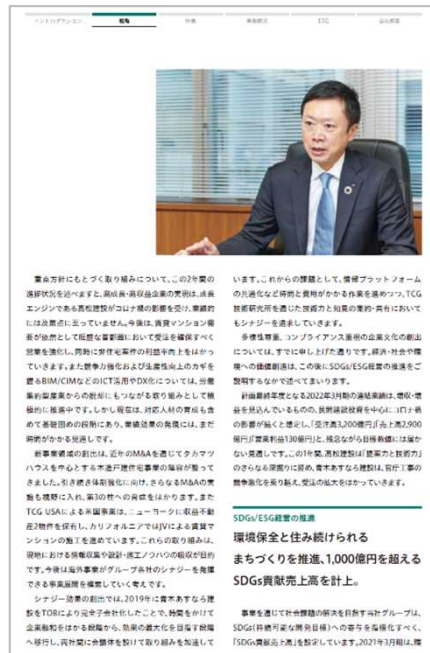 イントロダクション 戦略 特集 事業概況 ESG 会社概要
重点方針にもとづく取り組みについて、この2年間の
進捗状況を述べますと、高成長・高収益企業の実現は、成長
エンジンである高松建設がコロナ禍の影響を受け、業績的
には及第点に至っていません。今後は、賃貸マンション需
要が依然として旺盛な首都圏において受注を確保すべく
営業を強化し、同時に非住宅案件の利益率向上をはかっ
ていきます。また競争力強化および生産性向上のカギを
握るBIM/CIMなどのICT活用やDX化については、労働
集約型産業からの脱却にもつながる取り組みとして積
極的に推進中です。しかし現在は、対応人材の育成も含
めて基礎固めの段階にあり、業績効果の発現には、まだ
時間がかかる見通しです。
新事業領域の創出は、近年のM&Aを通じてタカマツ
ハウスを中心とする木造戸建住宅事業の陣容が整って
きました。引き続き体制強化に向け、さらなるM&Aの実
施も視野に入れ、第3の柱への育成をはかります。また
TCG USAによる米国事業は、ニューヨークに収益不動
産2物件を保有し、カリフォルニアではJVによる賃貸マ
ンションの施工を進めています。これらの取り組みは、
現地における情報収集や設計・施工ノウハウの吸収が目的
です。今後は海外事業がグループ各社のシナジーを発揮
できる事業展開を模索していく考えです。
シナジー効果の創出では、2019年に青木あすなろ建
設をTOBにより完全子会社化したことで、時間をかけて
企業融和をはかる段階から、効果の最大化を目指す段階
へ移行し、両社間に会議体を設けて取り組みを加速して
います。これからの課題として、情報プラットフォーム
の共通化など時間と費用がかかる作業を進めつつ、TCG
技術研究所を通じた技術力と知見の集約・共有において
もシナジーを追求していきます。
多様性尊重、コンプライアンス重視の企業文化の創出
については、すでに申し上げた通りです。経済・社会や環境
への価値創造は、この後にSDGs/ESG経営の推進をご
説明するなかで述べてまいります。
計画最終年度となる2022年3月期の連結業績は、増収・増
益を見込んでいるものの、民間建設投資を中心にコロナ禍
の影響が長くと想定し、「受注高3,200億円」「売上高2,900
億円」「営業利益130億円」と、残念ながら目標数値には届か
ない見通しです。この1年間、高松建設は「提案力と技術力」
のさらなる深掘りに努め、青木あすなろ建設は、官庁工事の
競争激化を乗り越え、受注の拡大をはかっていきます。
SDGs/ESG経営の推進
環境保全と住み続けられる
まちづくりを推進、1,000億円を超える
SDGs貢献売上高を計上。
事業を通じて社会課題の解決を目指す当社グループは、
SDGs(持続可能な開発目標)への寄与を指標化すべく、
「SDGs貢献売上高」を設定しています。2021年3月期は、環